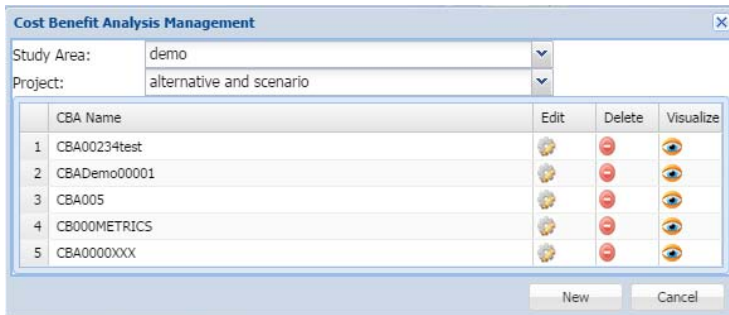 Cost Benefit Analysis Management
Study Area: demo
Project: alternative and scenario
CBA Name Edit Delete Visualize
1 CBA00234test
2 CBADemo00001
3 CBA005
4 CB000METRICS
5 CBA0000XXX
New Cancel